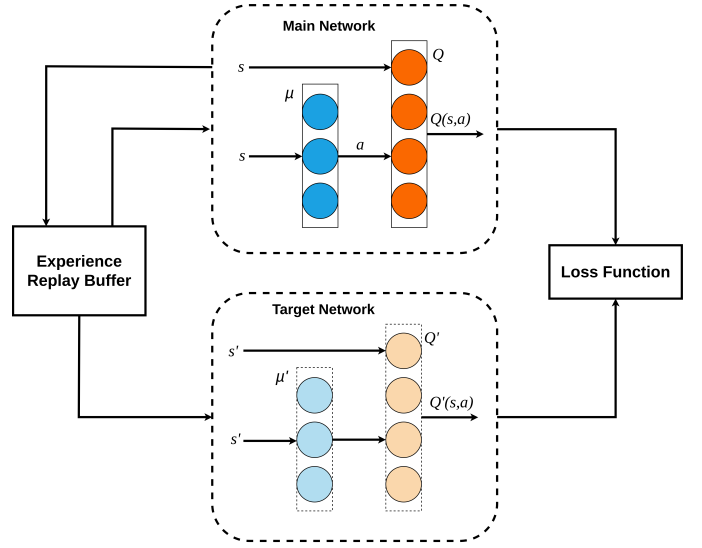 Main Network
s
Q
μ
Q(s,a)
s
a
Experience
Replay Buffer
Loss Function
Target Network
s'
Q'
μ'
Q'(s,a)
s'